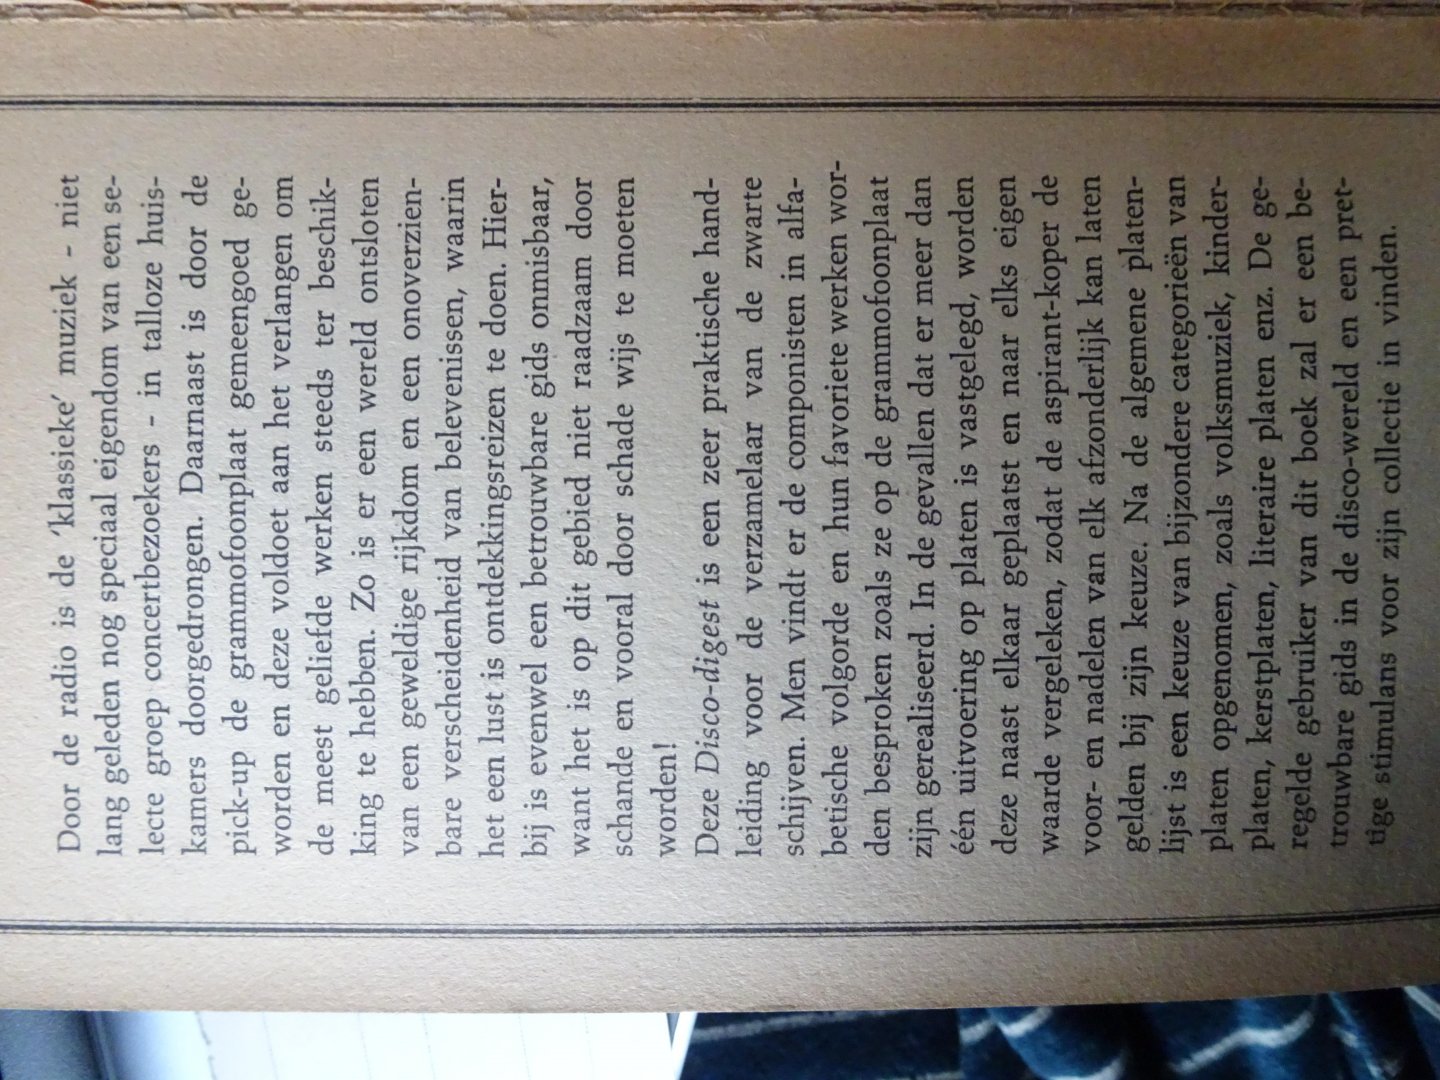 Door de radio is de ‘klassieke’ muziek - niet
lang geleden nog speciaal eigendom van een se-
lecte groep concertbezoekers - in talloze huis-
kamers doorgedrongen. Daarnaast is door de
pick-up de grammofoonplaat gemeengoed ge-
worden en deze voldoet aan het verlangen om
de meest geliefde werken steeds ter beschik-
king te hebben. Zo is er een wereld ontsloten
van een geweldige rijkdom en een onoverzien-
bare verscheidenheid van belevenissen, waarin
het een lust is ontdekkingsreizen te doen. Hier-
bij is evenwel een betrouwbare gids onmisbaar,
want het is op dit gebied niet raadzaam door
schande en vooral door schade wijs te moeten
worden!
Deze Disco-digest is een zeer praktische hand-
leiding voor de verzamelaar van de zwarte
schijven. Men vindt er de componisten in alfa-
betische volgorde en hun favoriete werken wor-
den besproken zoals ze op de grammofoonplaat
zijn gerealiseerd. In de gevallen dat er meer dan
één uitvoering op platen is vastgelegd, worden
deze naast elkaar geplaatst en naar elks eigen
waarde vergeleken, zodat de aspirant-koper de
voor- en nadelen van elk afzonderlijk kan laten
gelden bij zijn keuze. Na de algemene platen-
lijst is een keuze van bijzondere categorieën van
platen opgenomen, zoals volksmuziek, kinder-
platen, kerstplaten, literaire platen enz. De ge-
regelde gebruiker van dit boek zal er een be-
trouwbare gids in de disco-wereld en een pret-
tige stimulans voor zijn collectie in vinden.